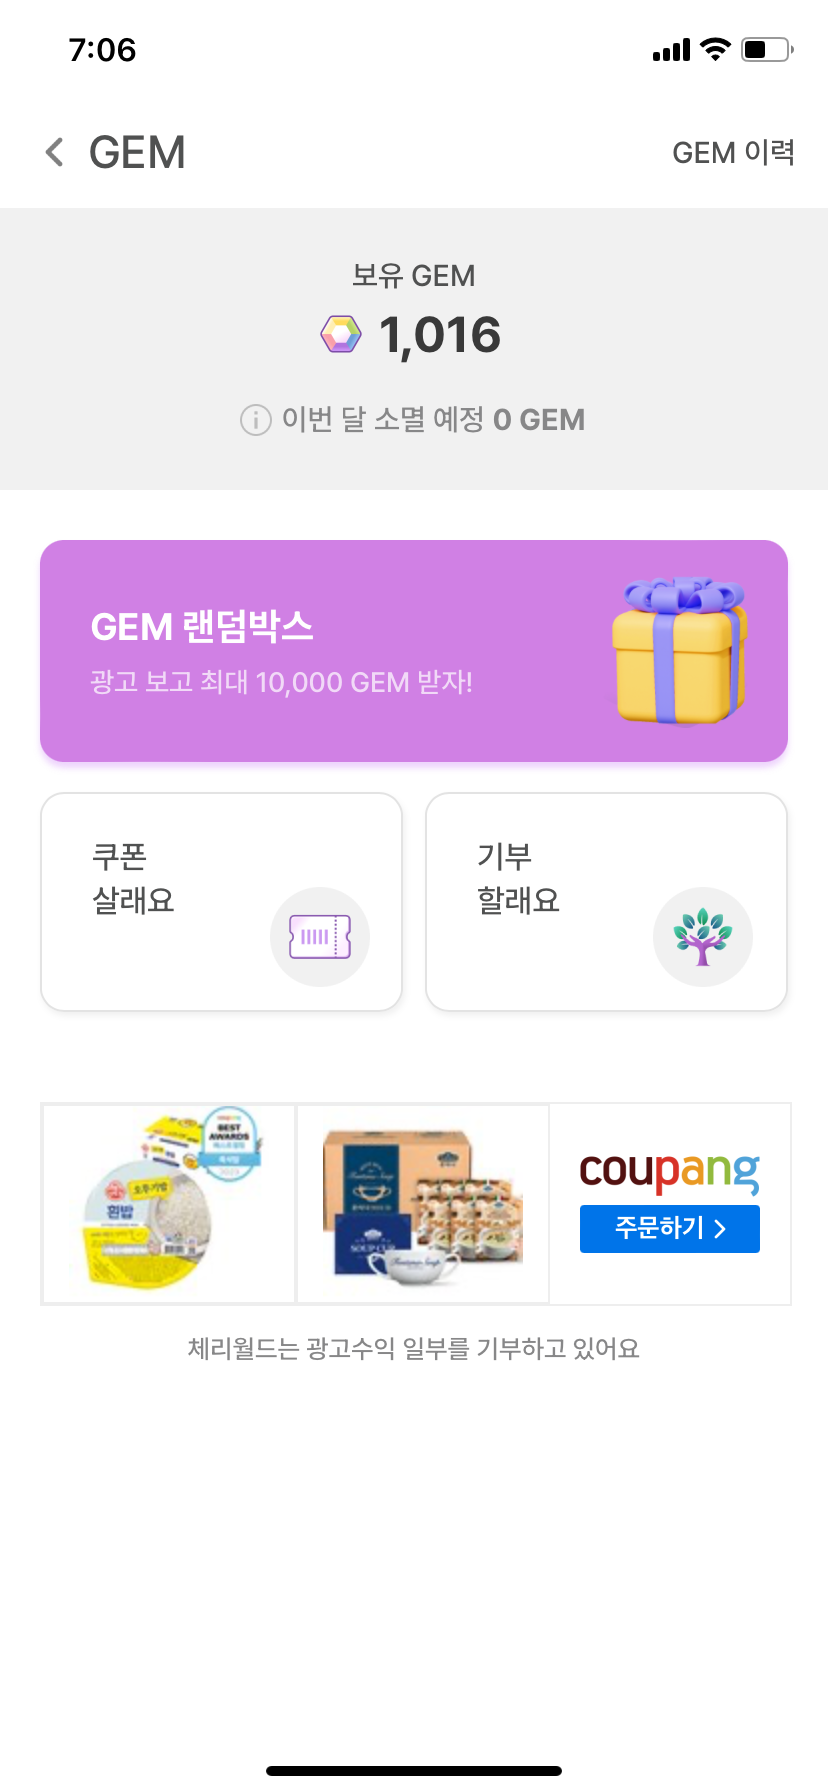 7:06
GEM
GEM 이력
보유 GEM
1,016
이번 달 소멸 예정 0 GEM
GEM 랜덤박스
광고 보고 최대 10,000 GEM 받자!
쿠폰
살래요
기부
할래요
BEST
AWARDS
오뚜기밥
흰밥
SOUP CUP
coupang
주문하기
체리월드는 광고수익 일부를 기부하고 있어요